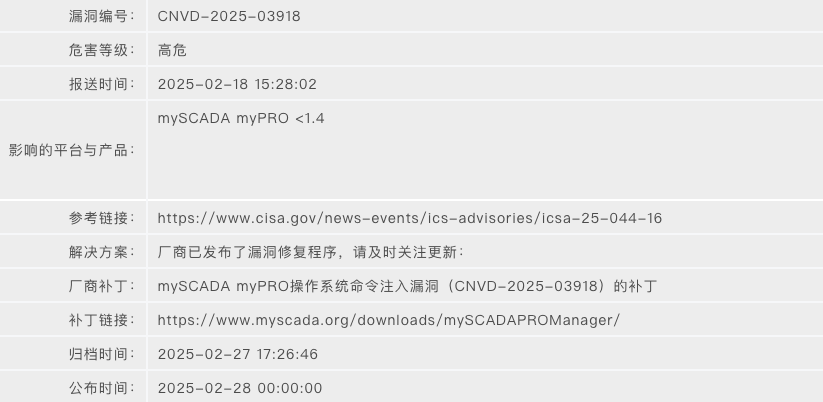 漏洞编号： CNVD-2025-03918
危害等级： 高危
报送时间： 2025-02-18 15:28:02
影响的平台与产品： mySCADA myPRO <1.4
参考链接： https://www.cisa.gov/news-events/ics-advisories/icsa-25-044-16
解决方案： 厂商已发布了漏洞修复程序，请及时关注更新：
厂商补丁： mySCADA myPRO操作系统命令注入漏洞（CNVD-2025-03918）的补丁
补丁链接： https://www.myscada.org/downloads/mySCADAPROManager/
归档时间： 2025-02-27 17:26:46
公布时间： 2025-02-28 00:00:00